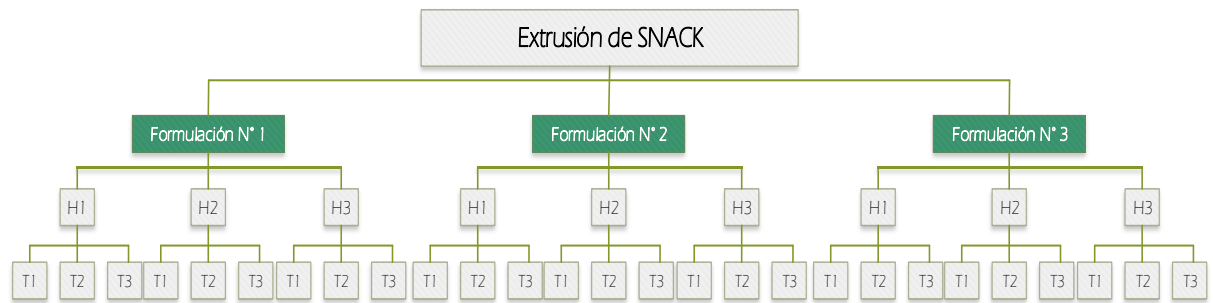 Extrusión de SNACK
Formulación N° 1 Formulación N° 2 Formulación N° 3
H1 H2 H3 H1 H2 H3 H1 H2 H3
T1 T2 T3 T1 T2 T3 T1 T2 T3 T1 T2 T3 T1 T2 T3 T1 T2 T3 T1 T2 T3 T1 T2 T3 T1 T2 T3